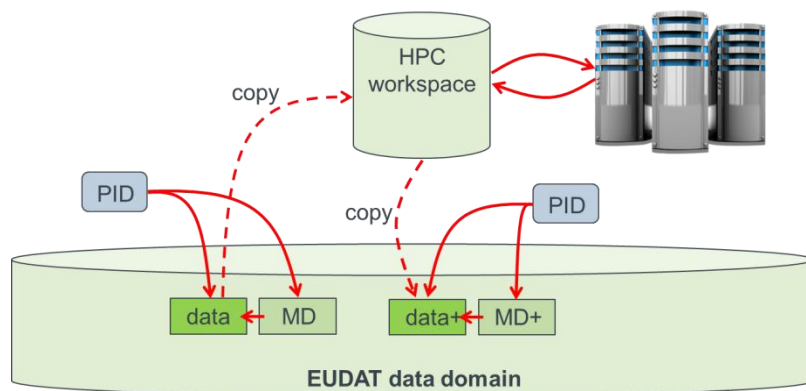 HPC
workspace
copy
PID
copy
PID
data
MD
data+
MD+
EUDAT data domain